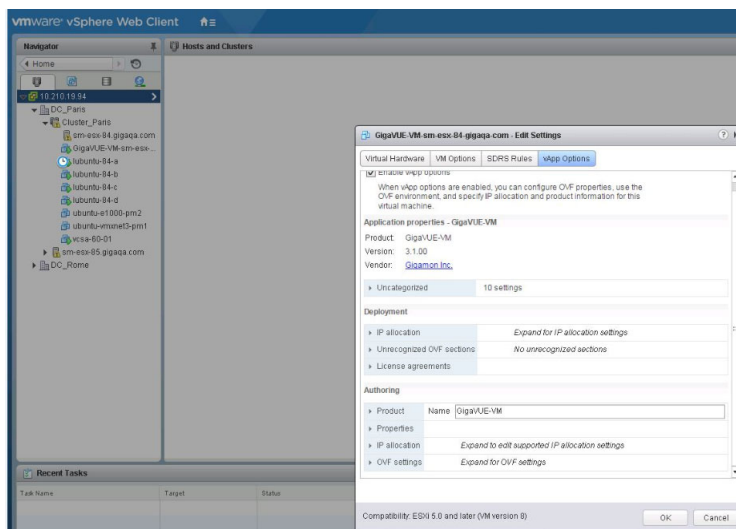 vmware® vSphere Web Client
Navigator
Home
10.210.19.94
DC_Paris
Cluster_Paris
sm-esx-84.gigaqa.com
GigaVUE-VM-sm-esx-...
lubuntu-84-a
lubuntu-84-b
lubuntu-84-c
lubuntu-84-d
ubuntu-e1000-prn2
ubuntu-vmxnet3-prn1
vcsa-60-01
sm-esx-85.gigaqa.com
DC_Rome
Hosts and Clusters
Recent Tasks
Task Name Target Status
GigaVUE-VM-sm-esx-84-gigaqa.com - Edit Settings
Virtual Hardware VM Options SDRS Rules vApp Options
Enable vApp options
When vApp options are enabled, you can configure OVF properties, use the
OVF environment, and specify IP allocation and product information for this
virtual machine.
Application properties - GigaVUE-VM
Product: GigaVUE-VM
Version: 3.1.00
Vendor: Gigamon Inc.
Uncategorized 10 settings
Deployment
IP allocation Expand for IP allocation settings
Unrecognized OVF sections No unrecognized sections
License agreements
Authoring
Product Name GigaVUE-VM
Properties
IP allocation Expand to edit supported IP allocation settings
OVF settings Expand for OVF settings
Compatibility: ESXi 5.0 and later (VM version 8)
OK Cancel